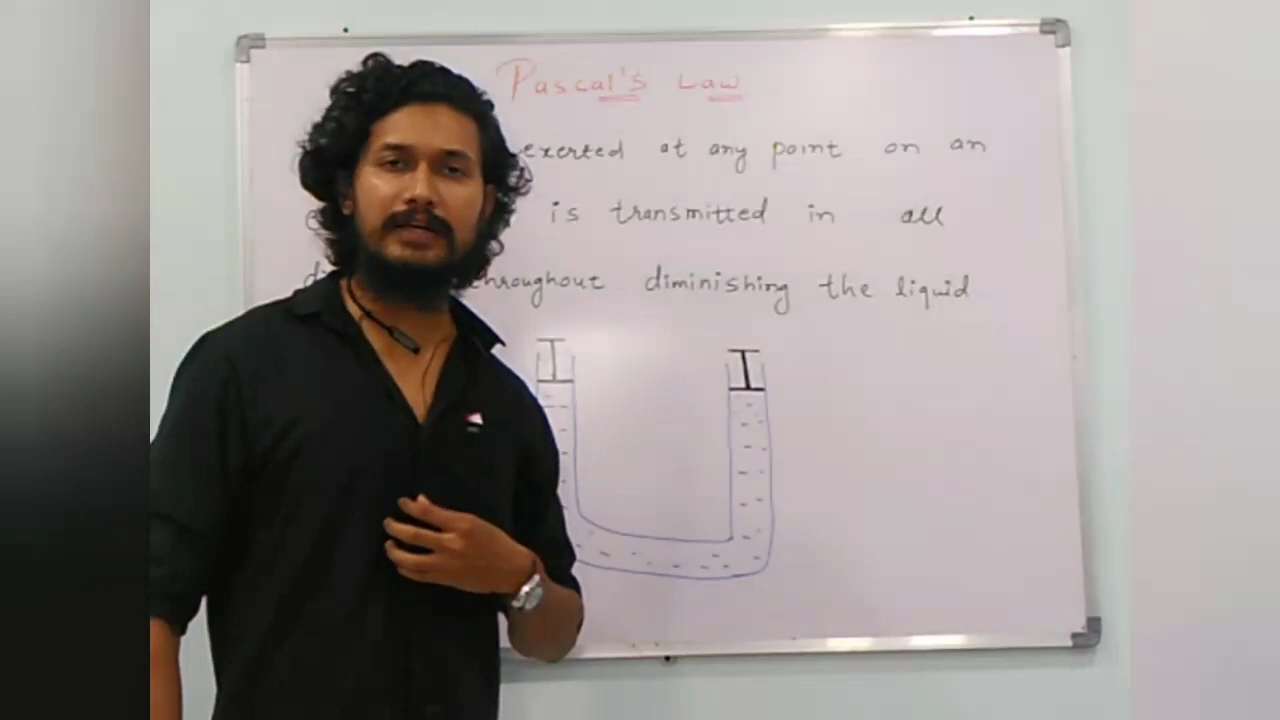 Pascal's Law
exerted at any point on an
is transmitted in all
throughout diminishing the liquid